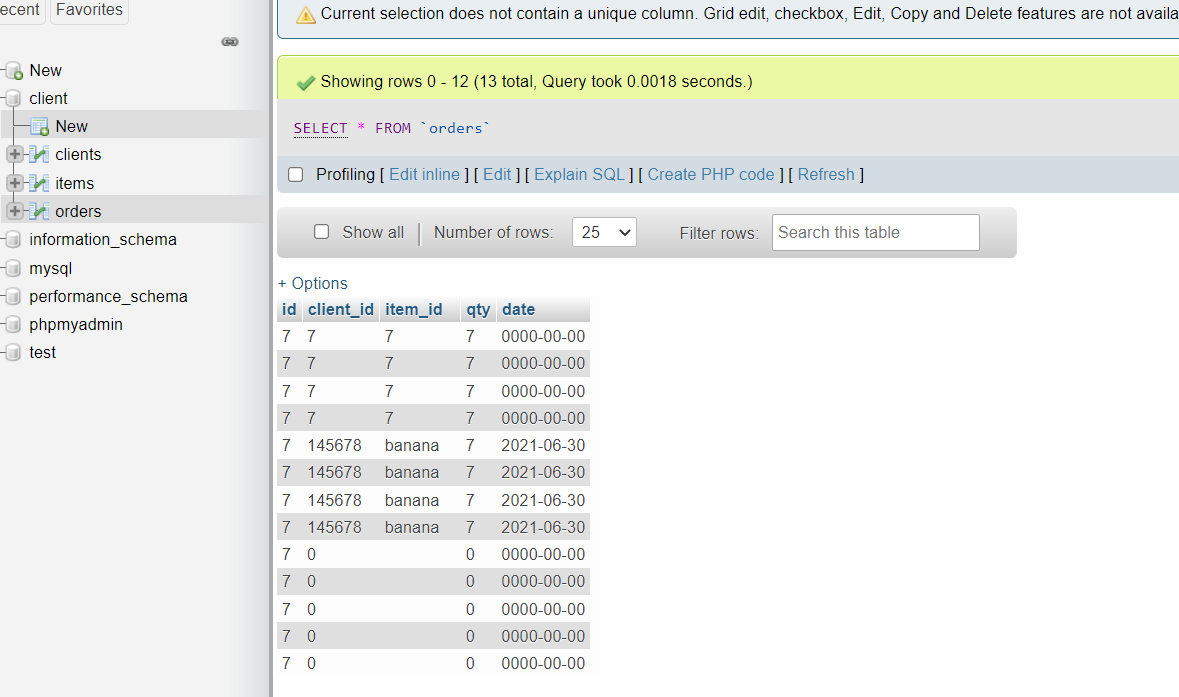 ecent
Favorites
New
client
New
clients
items
orders
information_schema
mysql
performance_schema
phpmyadmin
test
Current selection does not contain a unique column. Grid edit, checkbox, Edit, Copy and Delete features are not availa
Showing rows 0 - 12 (13 total, Query took 0.0018 seconds.)
SELECT * FROM `orders`
Profiling [ Edit inline ] [ Edit ] [ Explain SQL ] [ Create PHP code ] [ Refresh ]
Show all | Number of rows: 25 Filter rows: Search this table
+ Options
id client_id item_id qty date
7 7 7 7 0000-00-00
7 7 7 7 0000-00-00
7 7 7 7 0000-00-00
7 7 7 7 0000-00-00
7 145678 banana 7 2021-06-30
7 145678 banana 7 2021-06-30
7 145678 banana 7 2021-06-30
7 145678 banana 7 2021-06-30
7 0 0 0000-00-00
7 0 0 0000-00-00
7 0 0 0000-00-00
7 0 0 0000-00-00
7 0 0 0000-00-00